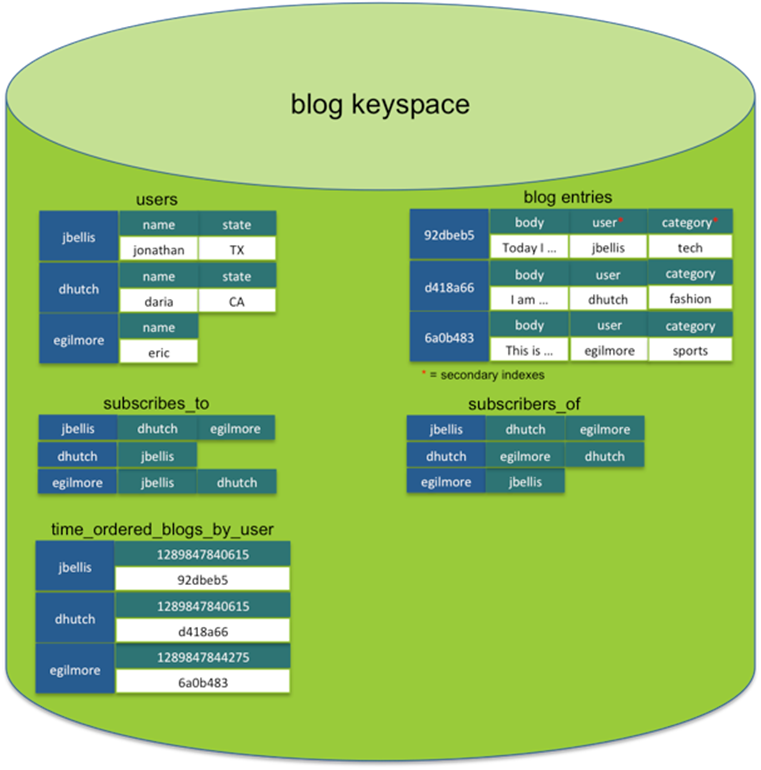 blog keyspace
users
jbellis name state
jonathan TX
dhutch name state
daria CA
egilmore name
eric
blog entries
92dbeb5 body user* category*
Today I ... jbellis tech
d418a66 body user category
I am ... dhutch fashion
6a0b483 body user category
This is ... egilmore sports
* = secondary indexes
subscribes_to
jbellis dhutch egilmore
dhutch jbellis
egilmore jbellis dhutch
subscribers_of
jbellis dhutch egilmore
dhutch egilmore dhutch
egilmore jbellis
time_ordered_blogs_by_user
jbellis 1289847840615
92dbeb5
dhutch 1289847840615
d418a66
egilmore 1289847844275
6a0b483